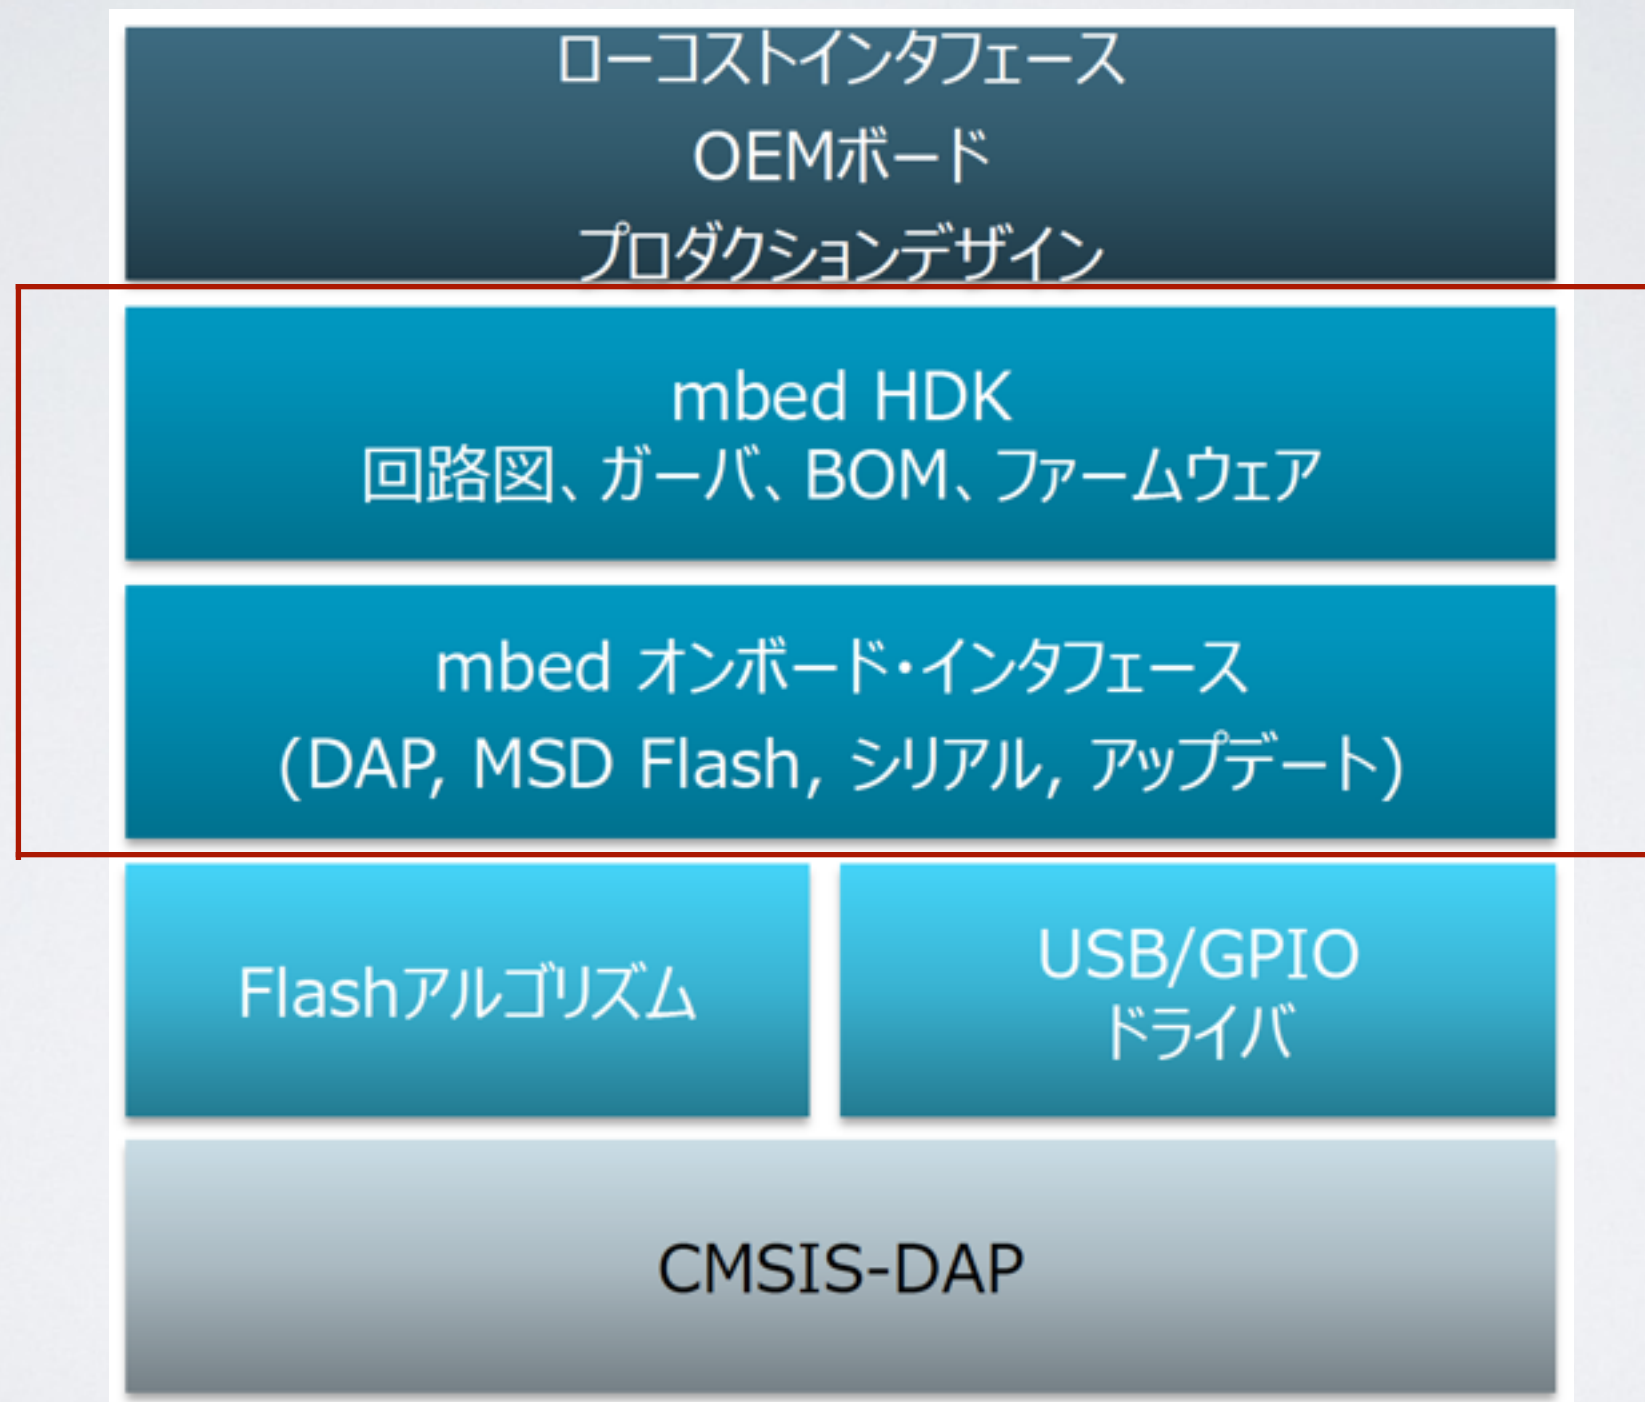 ローコストインタフェース
OEMボード
プロダクションデザイン
mbed HDK
回路図、ガーバ、BOM、ファームウェア
mbed オンボード・インタフェース
(DAP, MSD Flash, シリアル, アップデート)
Flashアルゴリズム
USB/GPIO
ドライバ
CMSIS-DAP